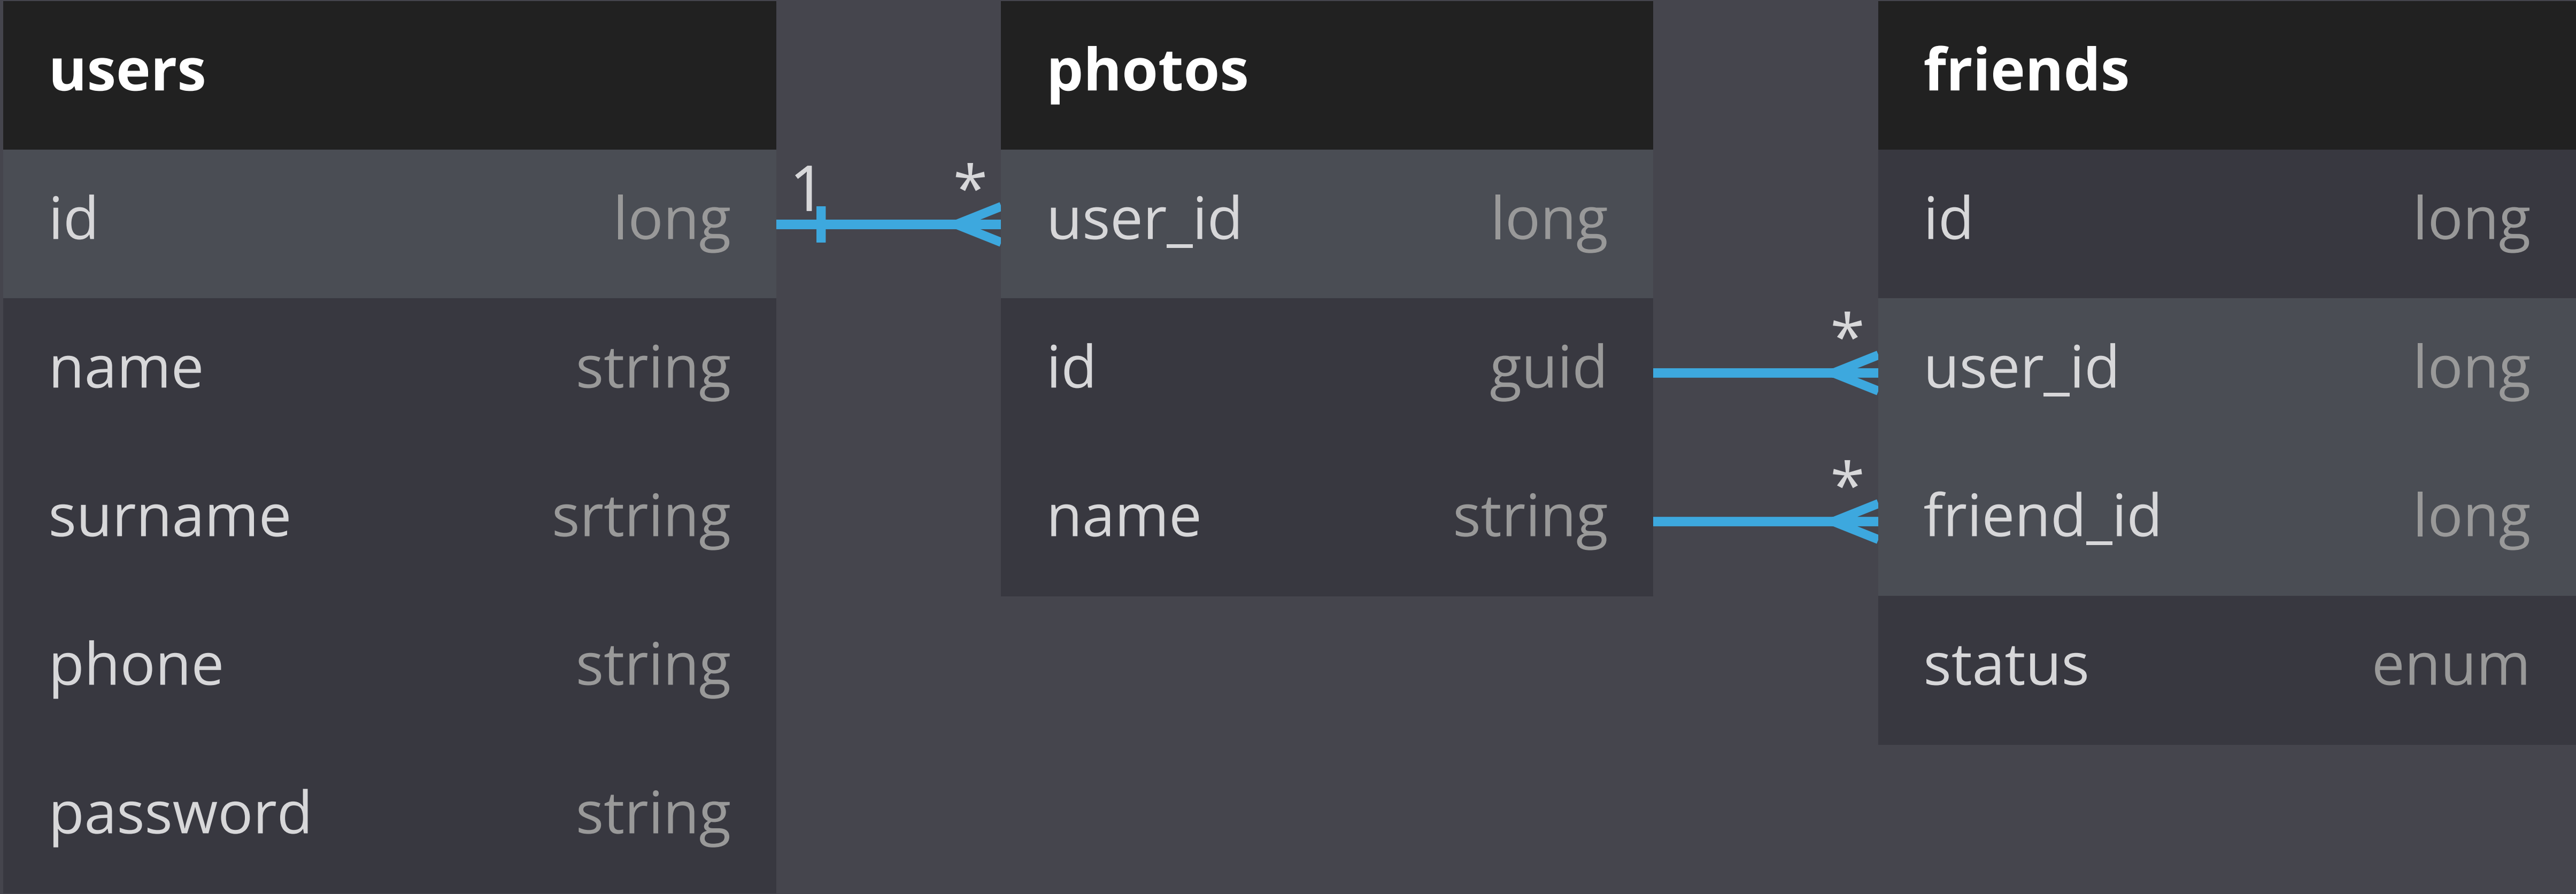 users
id long
name string
surname srtring
phone string
password string
1 *
photos
user_id long
id guid
name string
*
*
friends
id long
user_id long
friend_id long
status enum